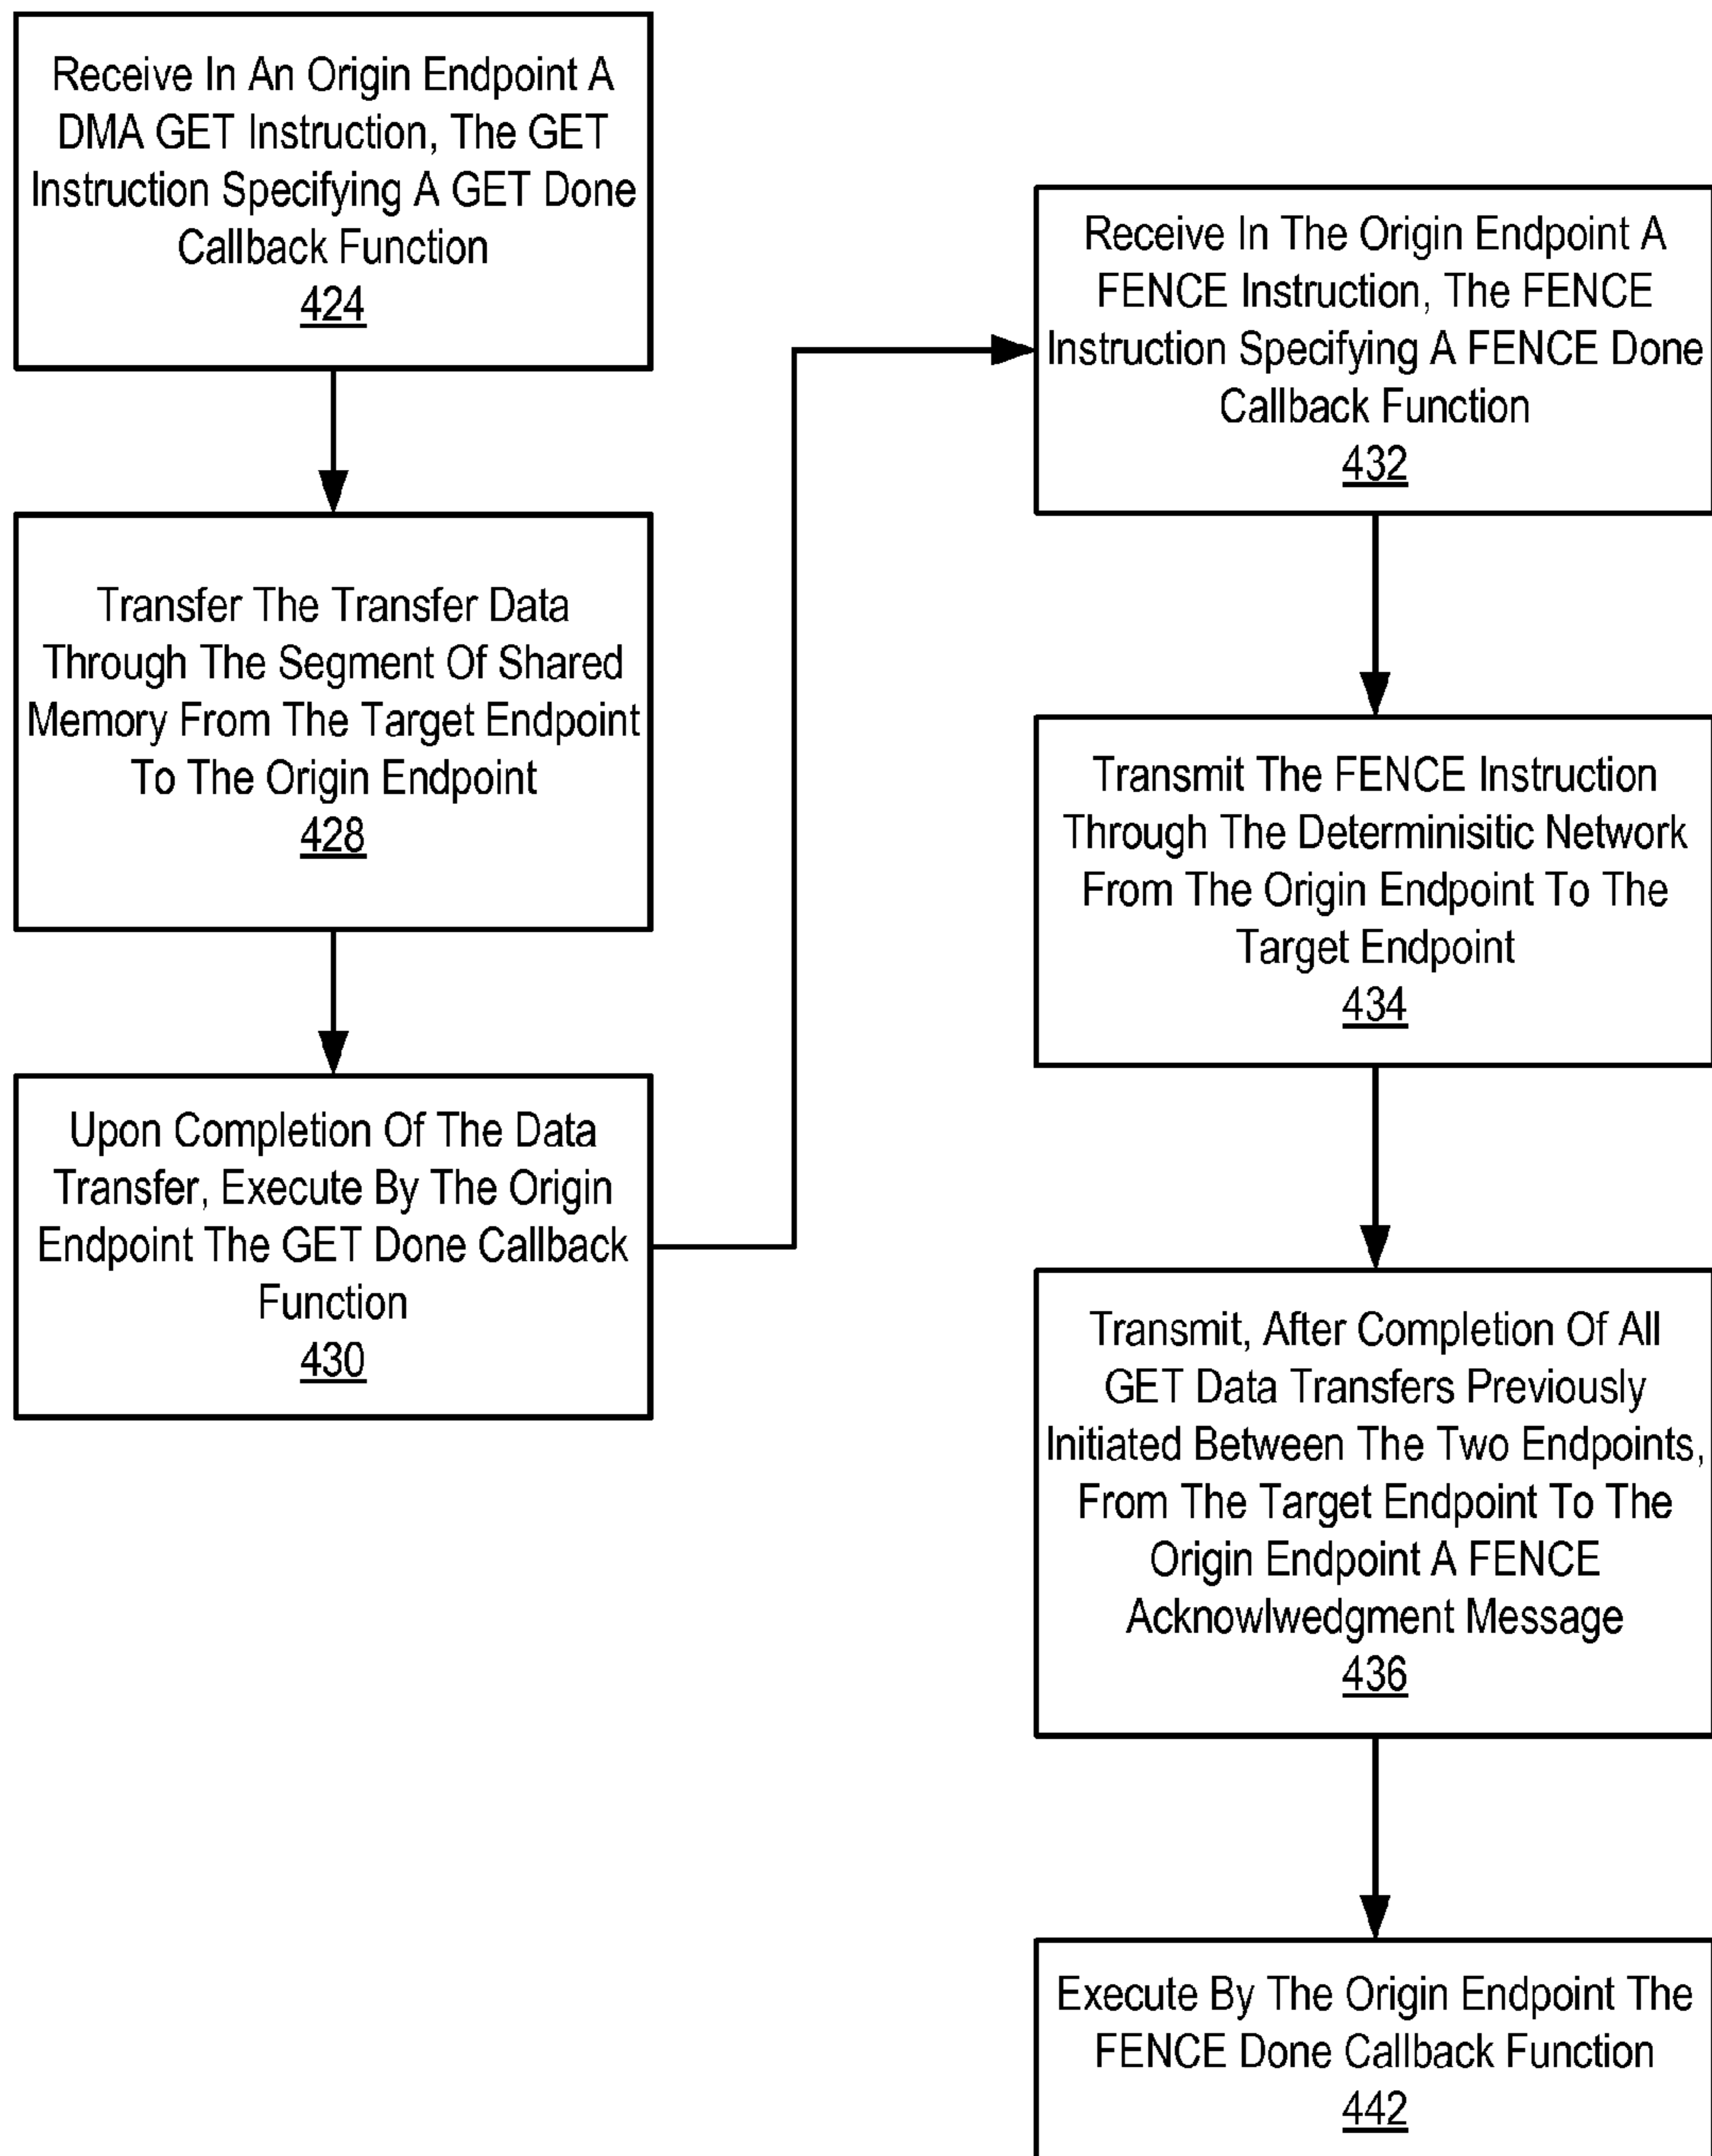 Receive In An Origin Endpoint A
DMA GET Instruction, The GET
Instruction Specifying A GET Done
Callback Function
424
Transfer The Transfer Data
Through The Segment Of Shared
Memory From The Target Endpoint
To The Origin Endpoint
428
Upon Completion Of The Data
Transfer, Execute By The Origin
Endpoint The GET Done Callback
Function
430
Receive In The Origin Endpoint A
FENCE Instruction, The FENCE
Instruction Specifying A FENCE Done
Callback Function
432
Transmit The FENCE Instruction
Through The Determinisitic Network
From The Origin Endpoint To The
Target Endpoint
434
Transmit, After Completion Of All
GET Data Transfers Previously
Initiated Between The Two Endpoints,
From The Target Endpoint To The
Origin Endpoint A FENCE
Acknowlwedgment Message
436
Execute By The Origin Endpoint The
FENCE Done Callback Function
442